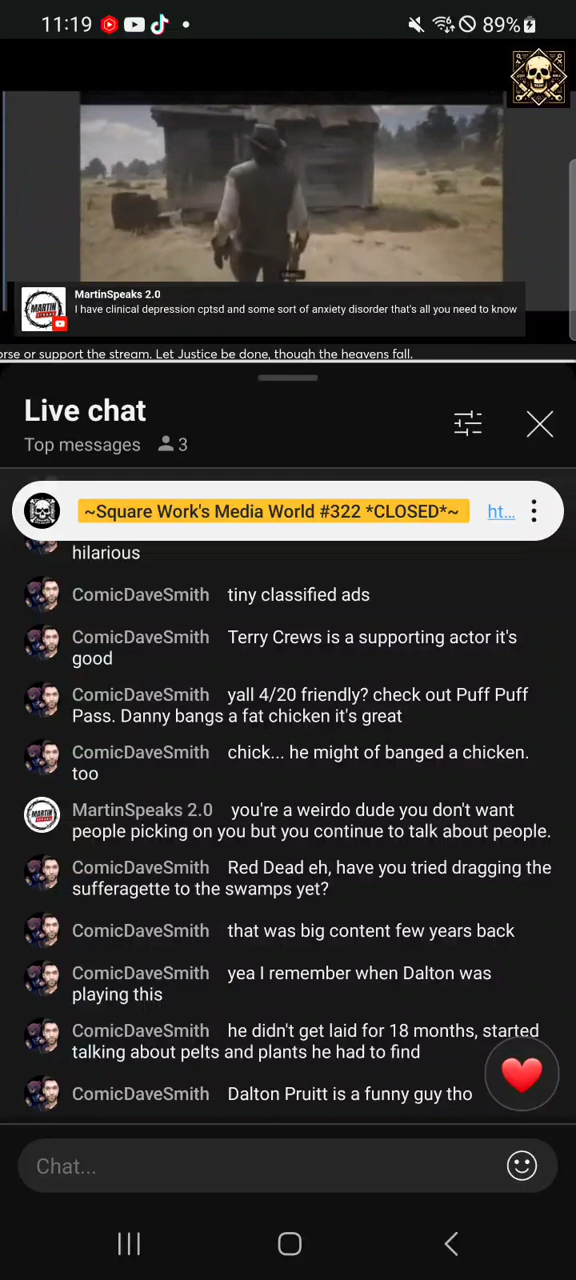 11:19
89%
MartinSpeaks 2.0
I have clinical depression cptsd and some sort of anxiety disorder that's all you need to know
orse or support the stream. Let Justice be done, though the heavens fall.
Live chat
Top messages 3
~Square Work's Media World #322 *CLOSED*~ ht...
hilarious
ComicDaveSmith tiny classified ads
ComicDaveSmith Terry Crews is a supporting actor it's
good
ComicDaveSmith yall 4/20 friendly? check out Puff Puff
Pass. Danny bangs a fat chicken it's great
ComicDaveSmith chick... he might of banged a chicken.
too
MartinSpeaks 2.0 you're a weirdo dude you don't want
people picking on you but you continue to talk about people.
ComicDaveSmith Red Dead eh, have you tried dragging the
sufferagette to the swamps yet?
ComicDaveSmith that was big content few years back
ComicDaveSmith yea I remember when Dalton was
playing this
ComicDaveSmith he didn't get laid for 18 months, started
talking about pelts and plants he had to find
ComicDaveSmith Dalton Pruitt is a funny guy tho
Chat...